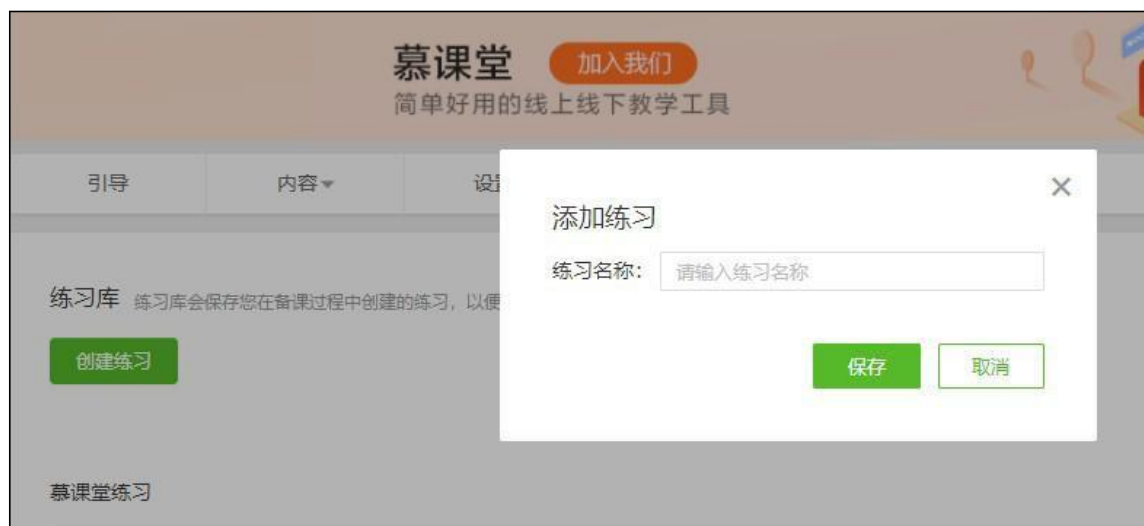 慕课堂 加入我们
简单好用的线上线下教学工具
引导 内容 设
添加练习
练习名称： 请输入练习名称
练习库 练习库会保存您在备课过程中创建的练习，以便
创建练习
保存 取消
慕课堂练习